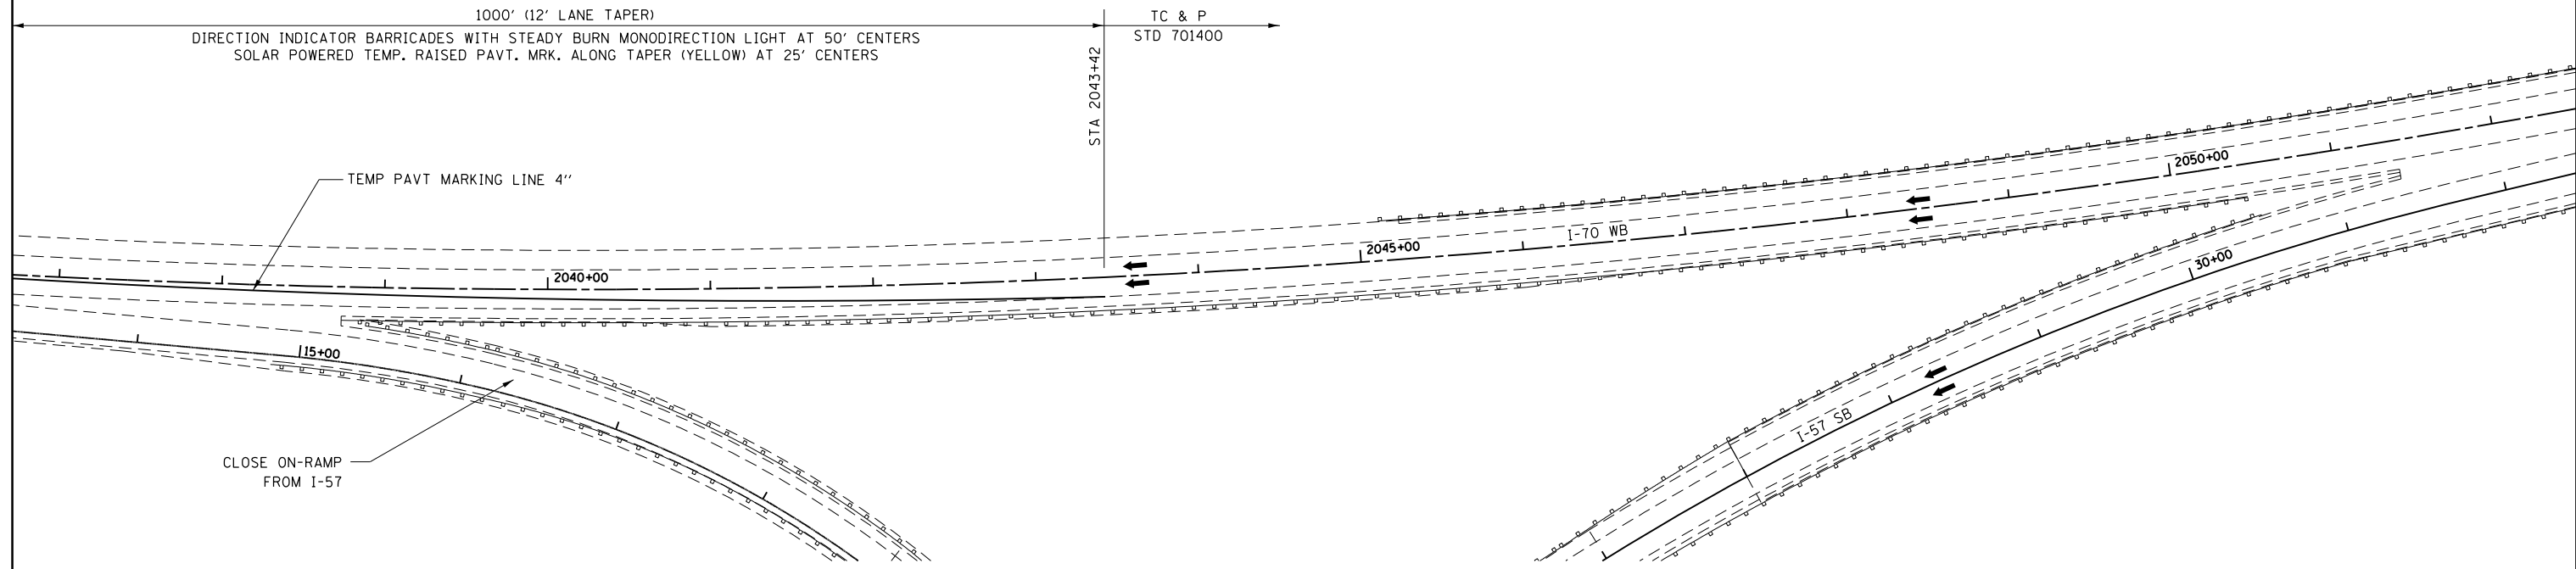 1000' (12' LANE TAPER)
DIRECTION INDICATOR BARRICADES WITH STEADY BURN MONODIRECTION LIGHT AT 50' CENTERS
SOLAR POWERED TEMP. RAISED PAVT. MRK. ALONG TAPER (YELLOW) AT 25' CENTERS
TC & P
STD 701400
STA 2043+42
TEMP PAVT MARKING LINE 4"
2050+00
2045+00
I-70 WB
2040+00
30+00
15+00
I-57 SB
CLOSE ON-RAMP
FROM I-57